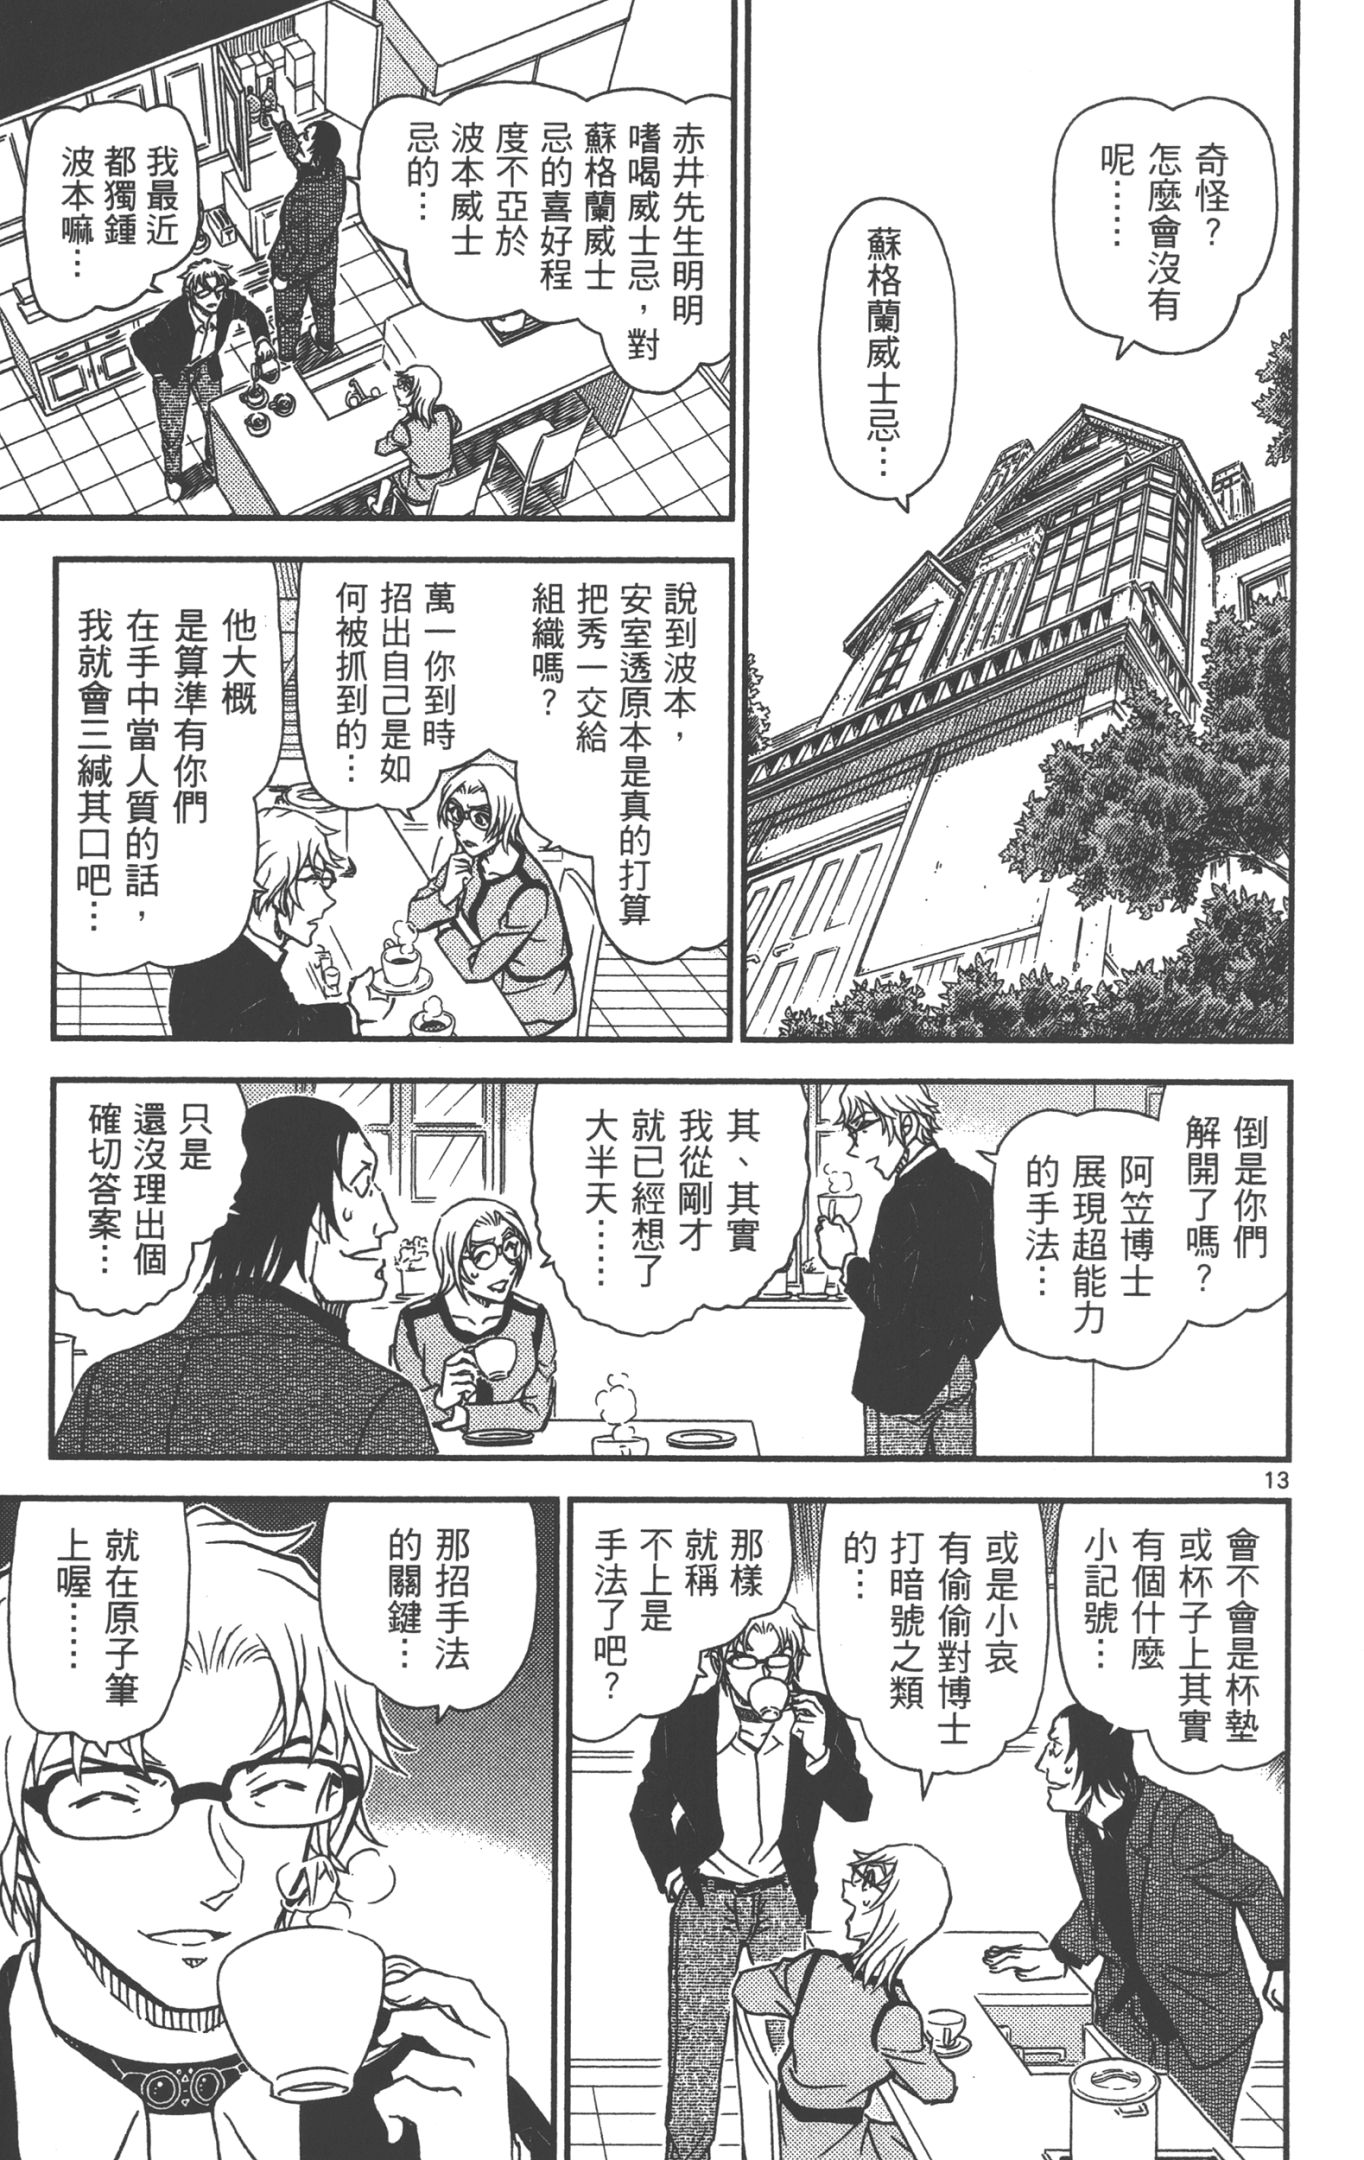 奇怪？
怎麼會沒有
呢……
蘇格蘭威士忌…
赤井先生明明
嗜喝威士忌，對
蘇格蘭威士
忌的喜好程
度不亞於
波本威士
忌的…
我最近
都獨鍾
波本嘛…
說到波本，
安室透原本是真的打算
把秀一交給
組織嗎？
萬一你到時
招出自己是如
何被抓到的…
他大概
是算準有你們
在手中當人質的話，
我就會三緘其口吧…
倒是你們
解開了嗎？
阿笠博士
展現超能力
的手法…
其、其實
我從剛才
就已經想了
大半天……
只是
還沒理出個
確切答案…
13
會不會是杯墊
或杯子上其實
有個什麼
小記號…
或是小哀
有偷偷對博士
打暗號之類
的…
那樣
就稱
不上是
手法了吧？
那招手法
的關鍵…
就在原子筆
上喔……